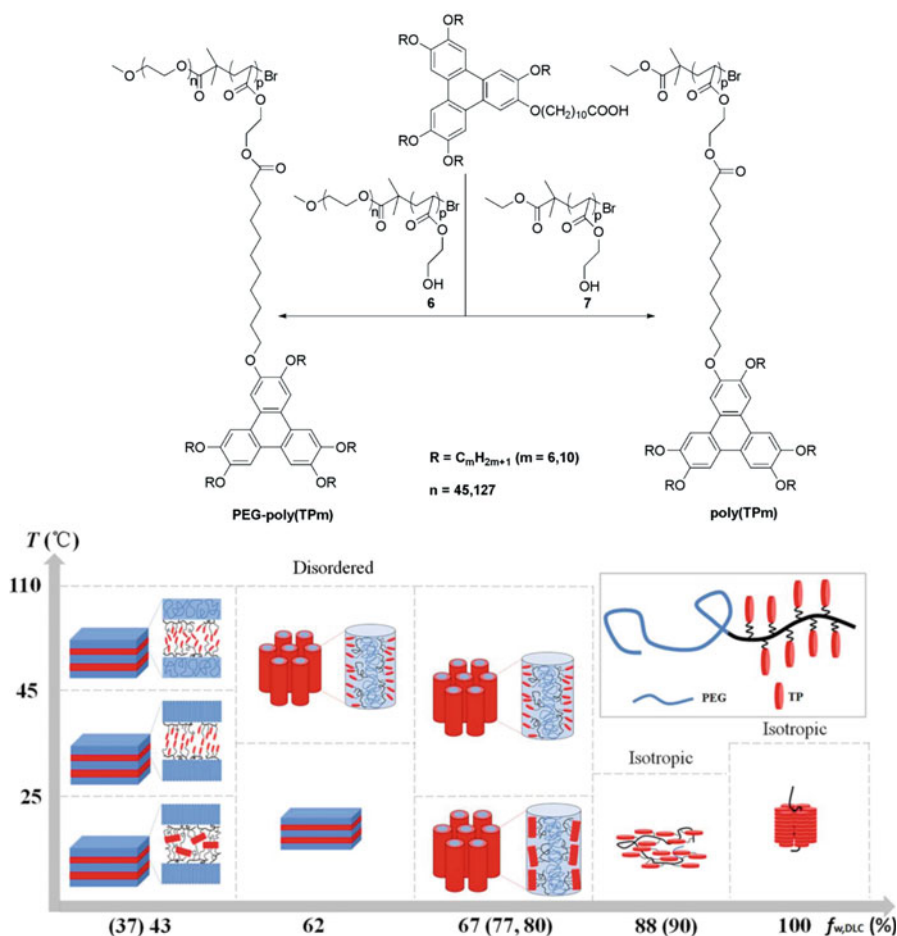 RO
OR
RO
OR
O(CH2)10COOH
RO
OR
O
O
n
O
O
p
Br
O
O
O
O
O
O
p
Br
O
O
O
O
O
O
n
O
O
p
Br
O
O
OH
6
O
O
p
Br
O
O
OH
7
O
OR
RO
OR
RO
OR
O
OR
RO
OR
RO
OR
R = CmH2m+1 (m = 6,10)
n = 45,127
PEG-poly(TPm)
poly(TPm)
T (℃)
110
45
25
Disordered
PEG
TP
Isotropic
Isotropic
(37) 43
62
67 (77, 80)
88 (90)
100
fw,DLC (%)